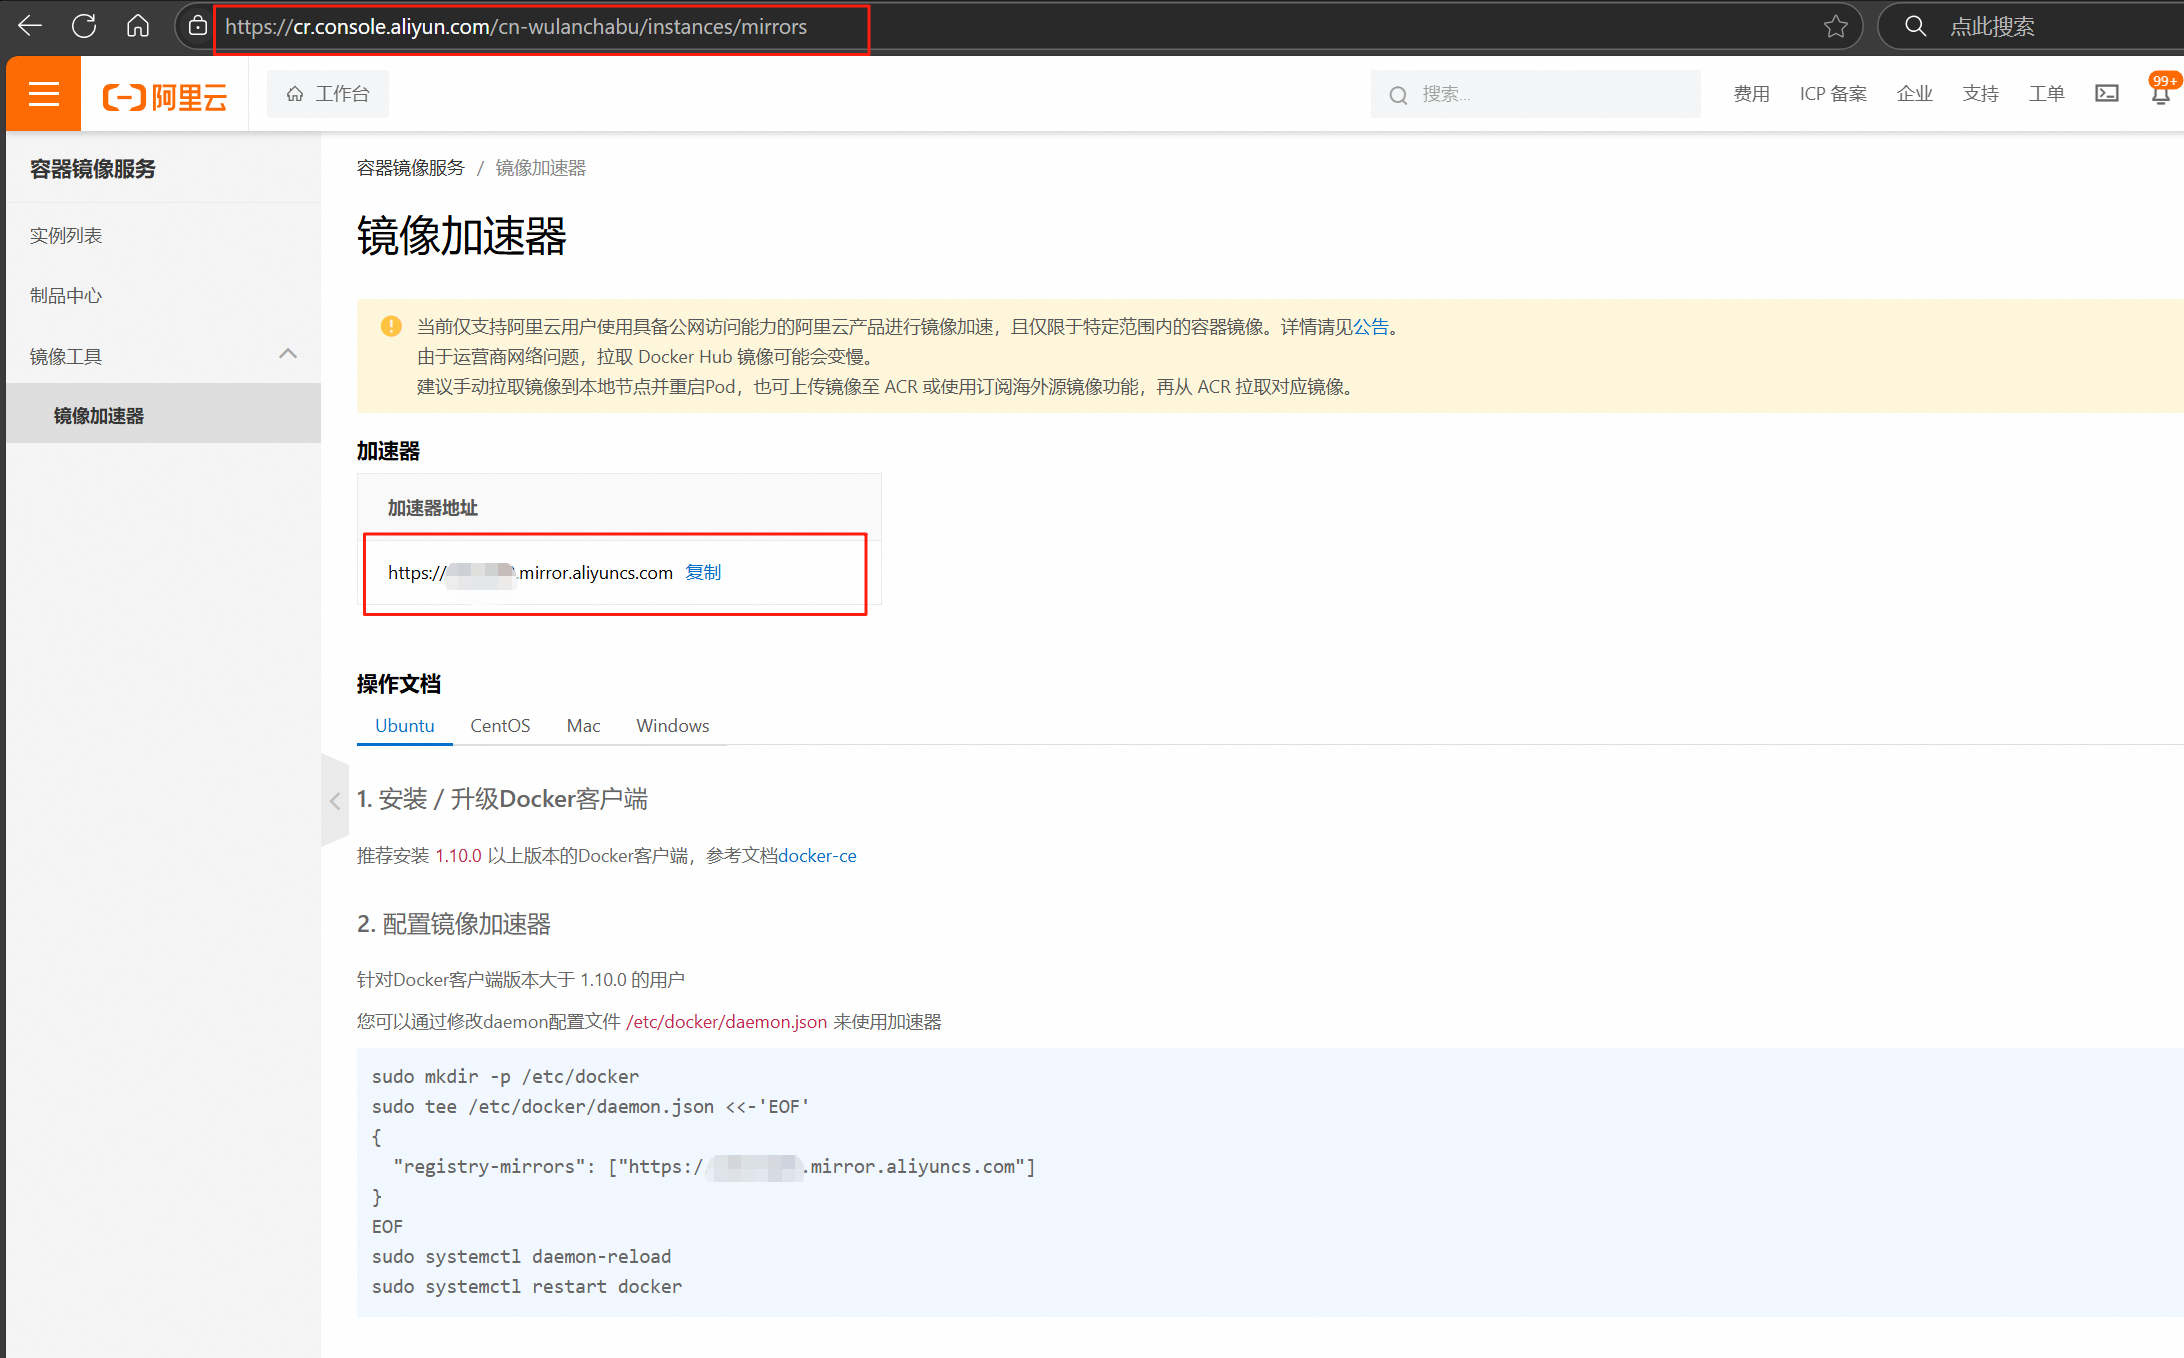 https://cr.console.aliyun.com/cn-wulanchabu/instances/mirrors
点此搜索
阿里云
工作台
搜索...
费用
ICP 备案
企业
支持
工单
99+
容器镜像服务
实例列表
制品中心
镜像工具
镜像加速器
容器镜像服务 / 镜像加速器
镜像加速器
当前仅支持阿里云用户使用具备公网访问能力的阿里云产品进行镜像加速，且仅限于特定范围内的容器镜像。详情请见公告。
由于运营商网络问题，拉取 Docker Hub 镜像可能会变慢。
建议手动拉取镜像到本地节点并重启Pod，也可上传镜像至 ACR 或使用订阅海外源镜像功能，再从 ACR 拉取对应镜像。
加速器
加速器地址
https:// .mirror.aliyuncs.com 复制
操作文档
Ubuntu CentOS Mac Windows
1. 安装 / 升级Docker客户端
推荐安装 1.10.0 以上版本的Docker客户端，参考文档docker-ce
2. 配置镜像加速器
针对Docker客户端版本大于 1.10.0 的用户
您可以通过修改daemon配置文件 /etc/docker/daemon.json 来使用加速器
sudo mkdir -p /etc/docker
sudo tee /etc/docker/daemon.json <<-'EOF'
{
"registry-mirrors": ["https:/ .mirror.aliyuncs.com"]
}
EOF
sudo systemctl daemon-reload
sudo systemctl restart docker